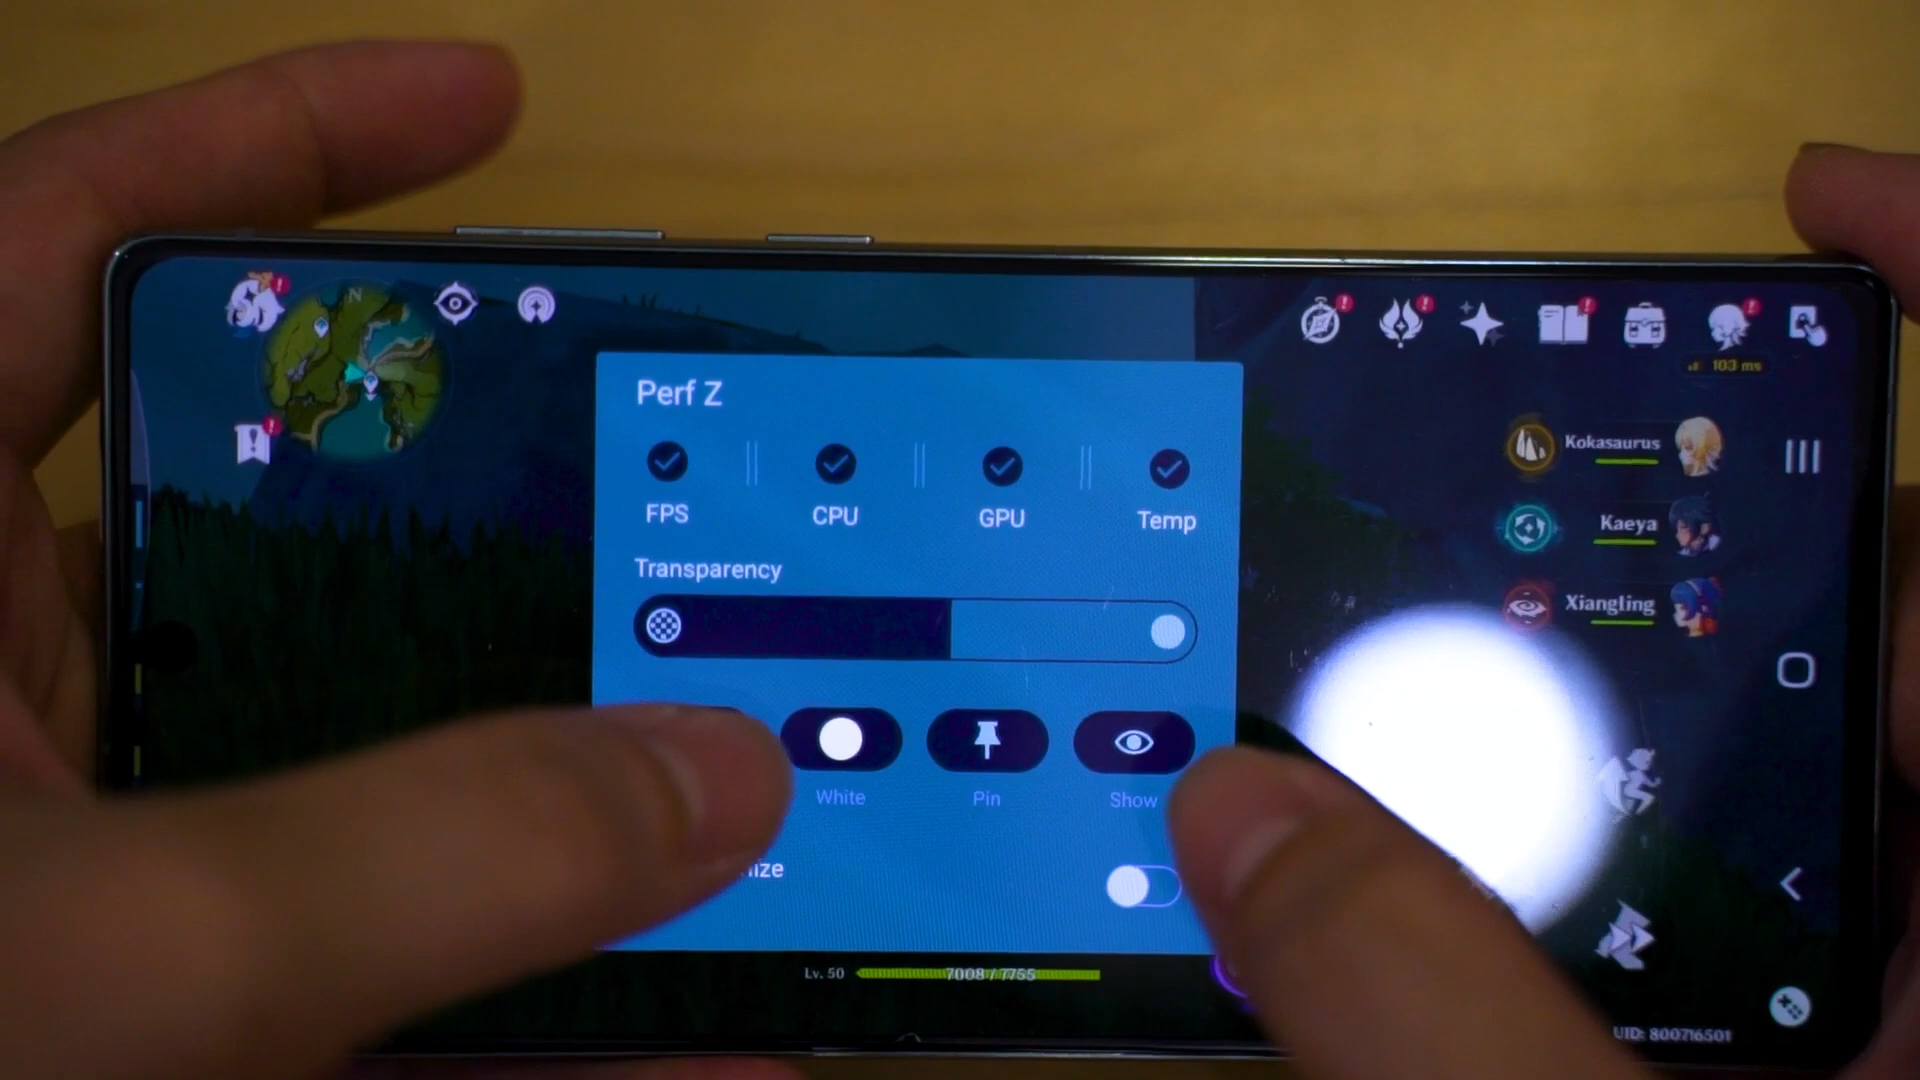 N
103 ms
Perf Z
FPS
CPU
GPU
Temp
Kokasaurus
Kaeya
Xiangling
Transparency
White
Pin
Show
Lv. 50
7008 / 7755
UID: 800716501